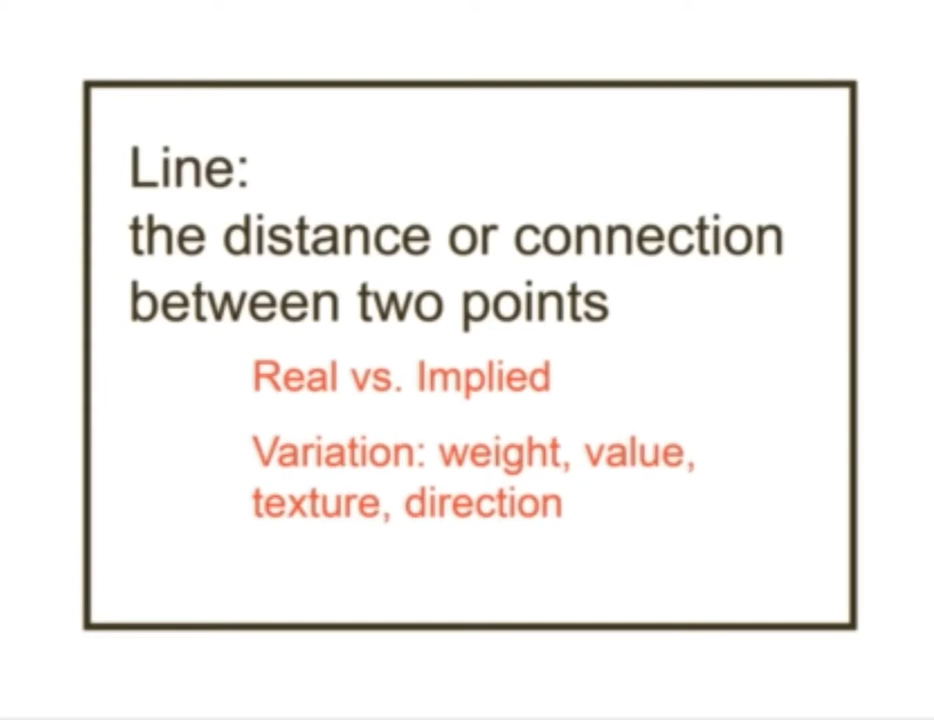 Line:
the distance or connection
between two points
Real vs. Implied
Variation: weight, value,
texture, direction